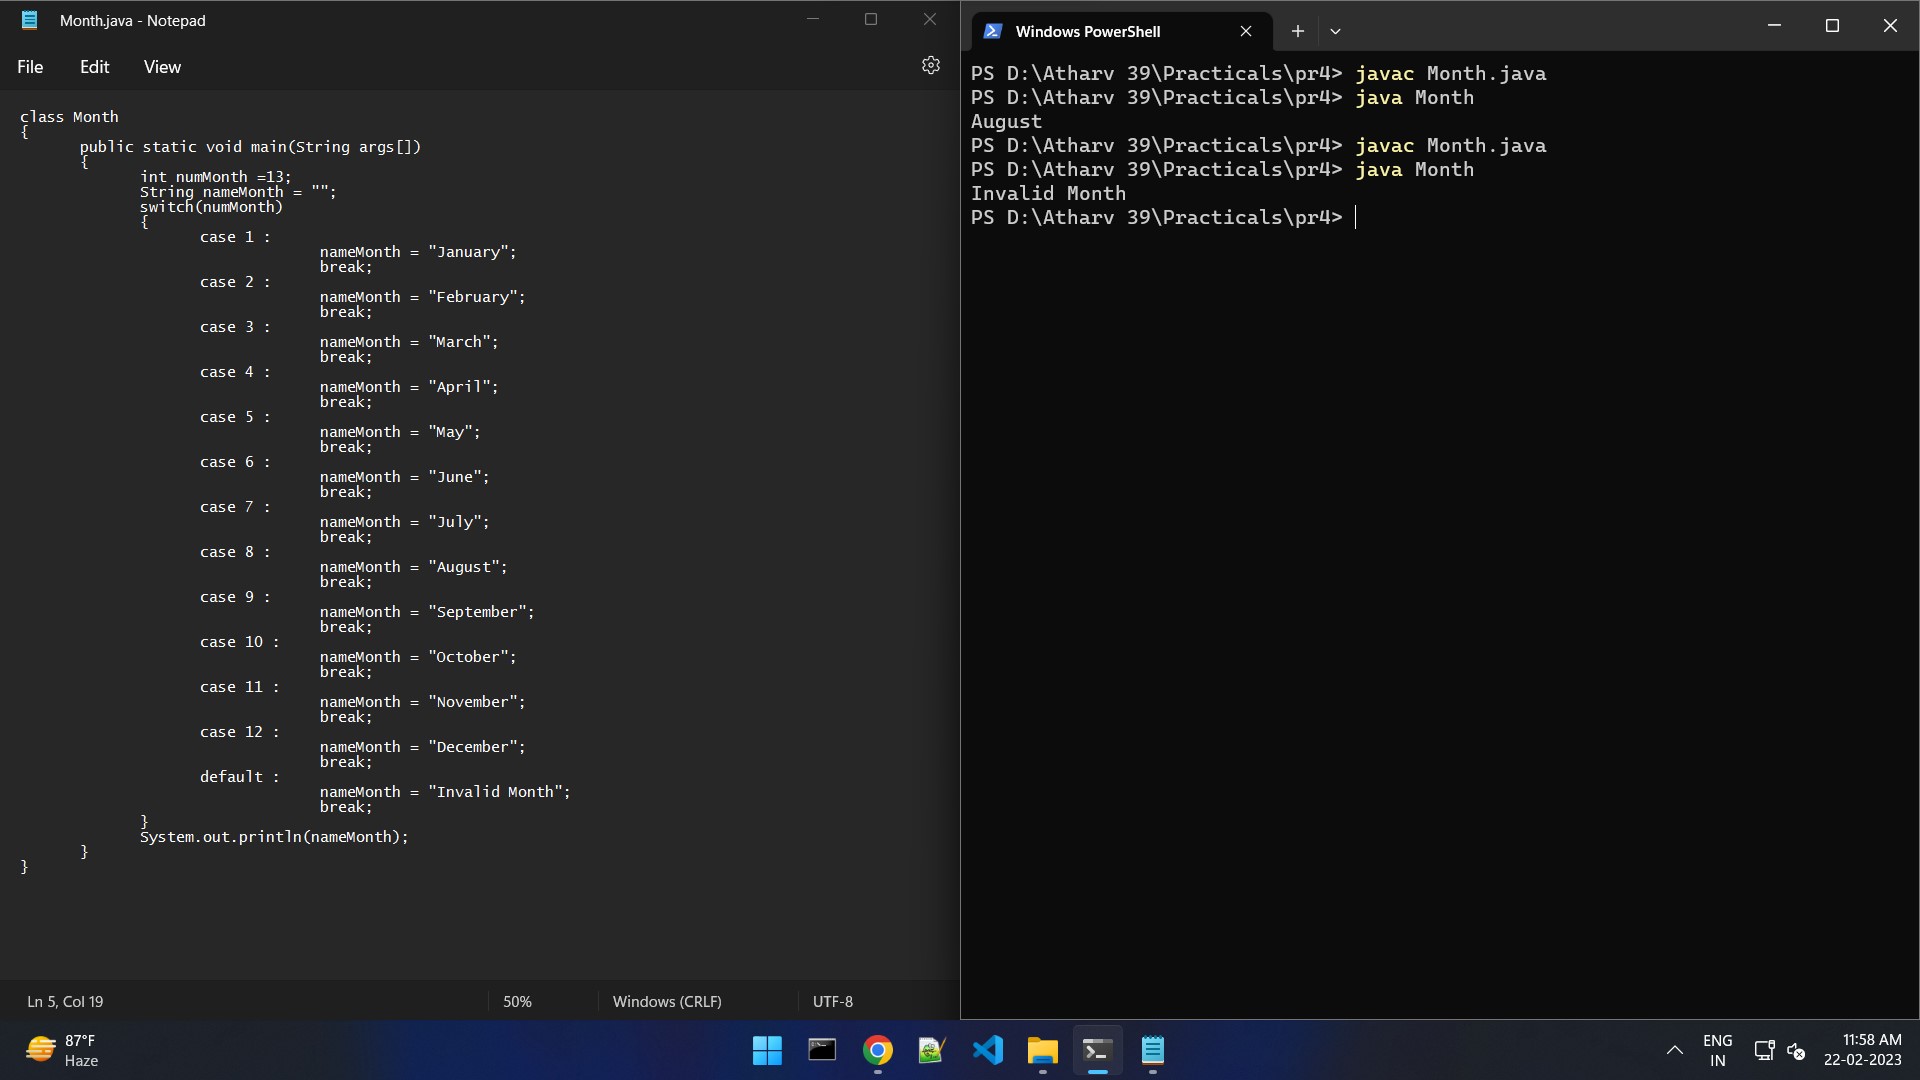 Month.java - Notepad
File Edit View
class Month
{
public static void main(String args[])
{
int numMonth =13;
String nameMonth = "";
switch(numMonth)
{
case 1 :
nameMonth = "January";
break;
case 2 :
nameMonth = "February";
break;
case 3 :
nameMonth = "March";
break;
case 4 :
nameMonth = "April";
break;
case 5 :
nameMonth = "May";
break;
case 6 :
nameMonth = "June";
break;
case 7 :
nameMonth = "July";
break;
case 8 :
nameMonth = "August";
break;
case 9 :
nameMonth = "September";
break;
case 10 :
nameMonth = "October";
break;
case 11 :
nameMonth = "November";
break;
case 12 :
nameMonth = "December";
break;
default :
nameMonth = "Invalid Month";
break;
}
System.out.println(nameMonth);
}
}
Ln 5, Col 19 50% Windows (CRLF) UTF-8
Windows PowerShell
PS D:\Atharv 39\Practicals\pr4> javac Month.java
PS D:\Atharv 39\Practicals\pr4> java Month
August
PS D:\Atharv 39\Practicals\pr4> javac Month.java
PS D:\Atharv 39\Practicals\pr4> java Month
Invalid Month
PS D:\Atharv 39\Practicals\pr4>
87°F
Haze
ENG
IN
11:58 AM
22-02-2023